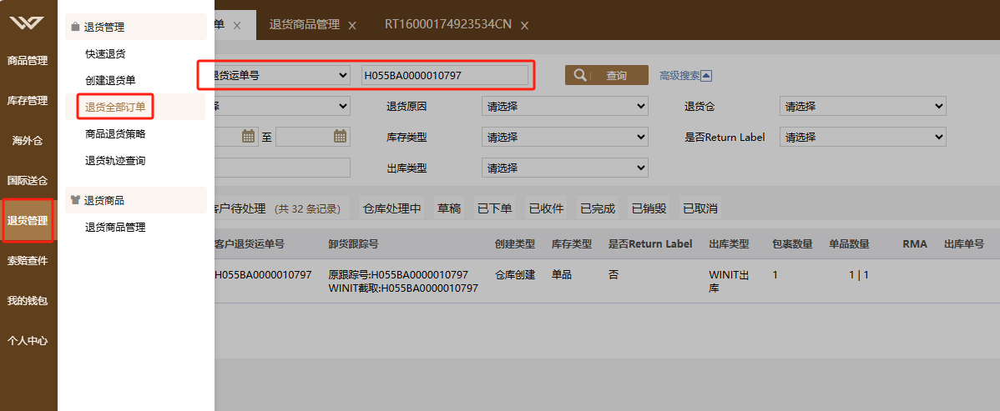 商品管理
库存管理
海外仓
国际送仓
退货管理
索赔查件
我的钱包
个人中心
退货管理
快速退货
创建退货单
退货全部订单
商品退货策略
退货轨迹查询
退货商品
退货商品管理
单 × 退货商品管理 × RT16000174923534CN ×
退货运单号 H055BA0000010797 查询 高级搜索
择 退货原因 请选择 退货仓 请选择
至 库存类型 请选择 是否Return Label 请选择
出库类型 请选择
客户待处理 (共 32 条记录) 仓库处理中 草稿 已下单 已收件 已完成 已销毁 已取消
客户退货运单号 卸货跟踪号 创建类型 库存类型 是否Return Label 出库类型 包裹数量 单品数量 RMA 出库单号
H055BA0000010797 原跟踪号:H055BA0000010797 仓库创建 单品 否 WINIT出 1 1 | 1
WINIT截取:H055BA0000010797 库